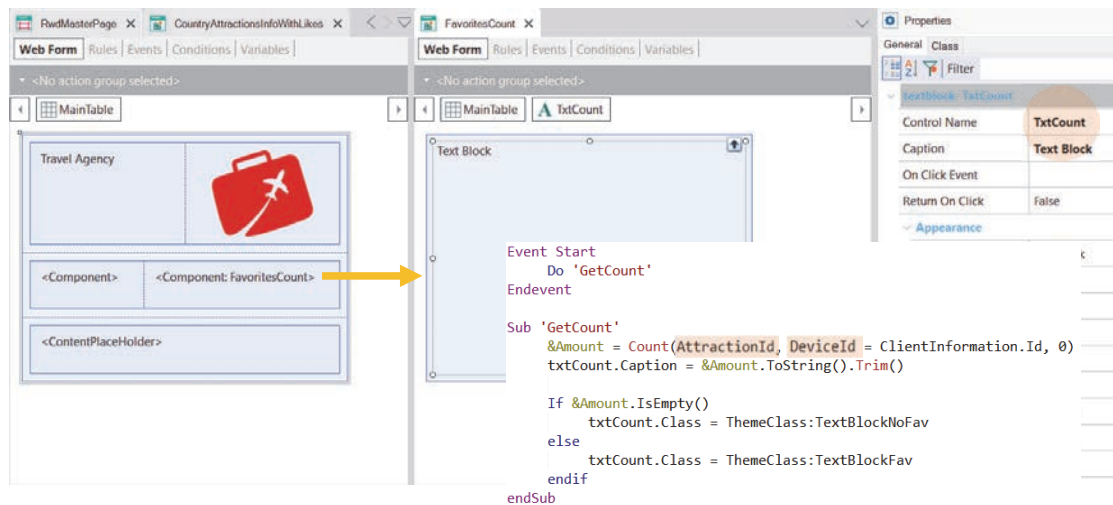 RwdMasterPage
CountryAttractionsInfoWithLikes
Web Form Rules Events Conditions Variables
<No action group selected>
MainTable
Travel Agency
<Component>
<Component: FavoritesCount>
<ContentPlaceHolder>
FavoritesCount
Web Form Rules Events Conditions Variables
<No action group selected>
MainTable
A TxtCount
Text Block
Properties
General Class
Filter
textblock: TxtCount
Control Name TxtCount
Caption Text Block
On Click Event
Return On Click False
Appearance
Event Start
Do 'GetCount'
Endevent
Sub 'GetCount'
&Amount = Count(AttractionId, DeviceId = ClientInformation.Id, 0)
txtCount.Caption = &Amount.ToString().Trim()
If &Amount.IsEmpty()
txtCount.Class = ThemeClass:TextBlockNoFav
else
txtCount.Class = ThemeClass:TextBlockFav
endif
endSub